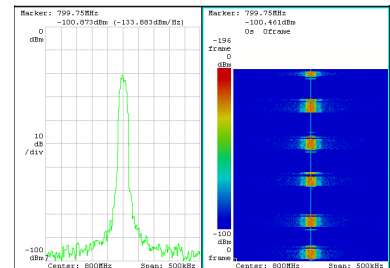 Marker: 799.75MHz
-100.873dBm (-133.883dBm/Hz)
0
dBm
10
dB
/div
-100
dBm
Center: 800MHz Span: 500kHz
Marker: 799.75MHz
-100.461dBm
0s 0frame
-196
frame
0
dBm
-100
dBm
0
frame
Center: 800MHz Span: 500kHz